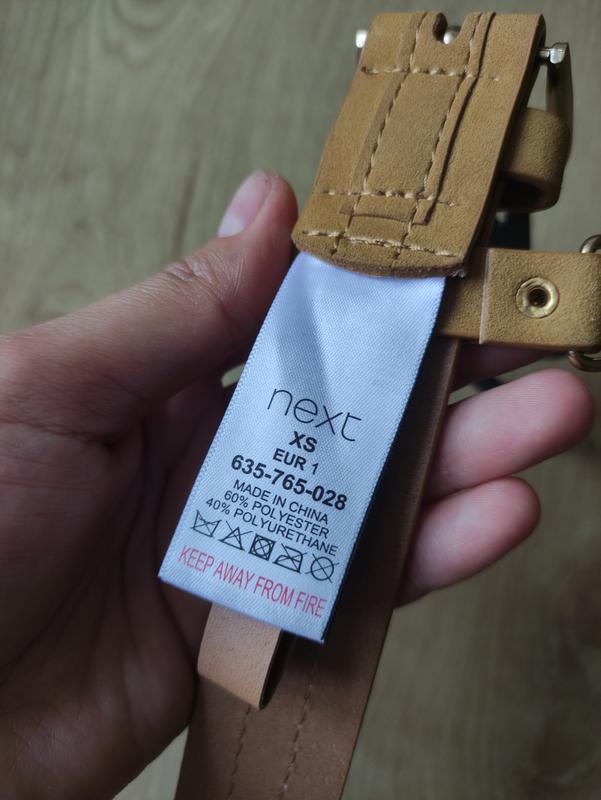 next
XS
EUR 1
635-765-028
MADE IN CHINA
60% POLYESTER
40% POLYURETHANE
KEEP AWAY FROM FIRE